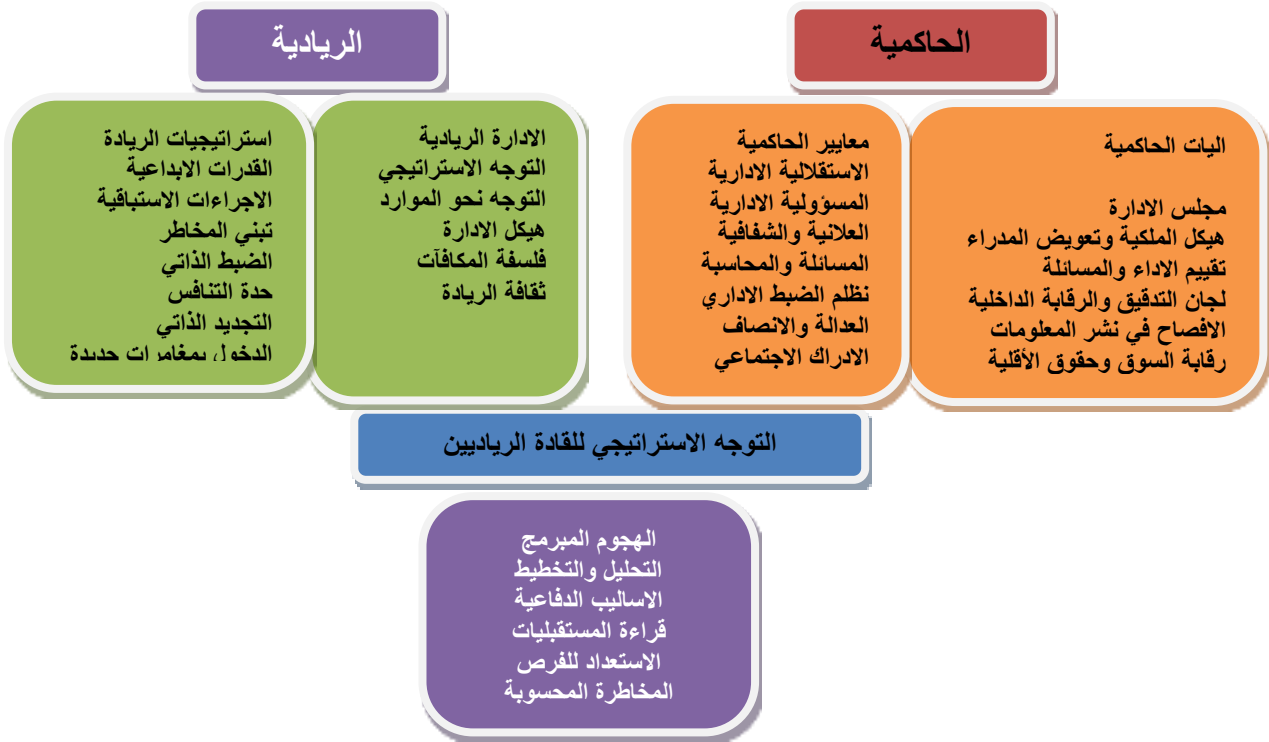 الحاكمية
الريادية
اليات الحاكمية
مجلس الادارة
هيكل الملكية وتعويض المدراء
تقييم الاداء والمسائلة
لجان التدقيق والرقابة الداخلية
الافصاح في نشر المعلومات
رقابة السوق وحقوق الأقلية
معايير الحاكمية
الاستقلالية الادارية
المسؤولية الادارية
العلانية والشفافية
المسائلة والمحاسبة
نظلم الضبط الاداري
العدالة والانصاف
الادراك الاجتماعي
الادارة الريادية
التوجه الاستراتيجي
التوجه نحو الموارد
هيكل الادارة
فلسفة المكافآت
ثقافة الريادة
استراتيجيات الريادة
القدرات الابداعية
الاجراءات الاستباقية
تبني المخاطر
الضبط الذاتي
حدة التنافس
التجديد الذاتي
الدخول بمغامرات جديدة
التوجه الاستراتيجي للقادة الرياديين
الهجوم المبرمج
التحليل والتخطيط
الاساليب الدفاعية
قراءة المستقبليات
الاستعداد للفرص
المخاطرة المحسوبة